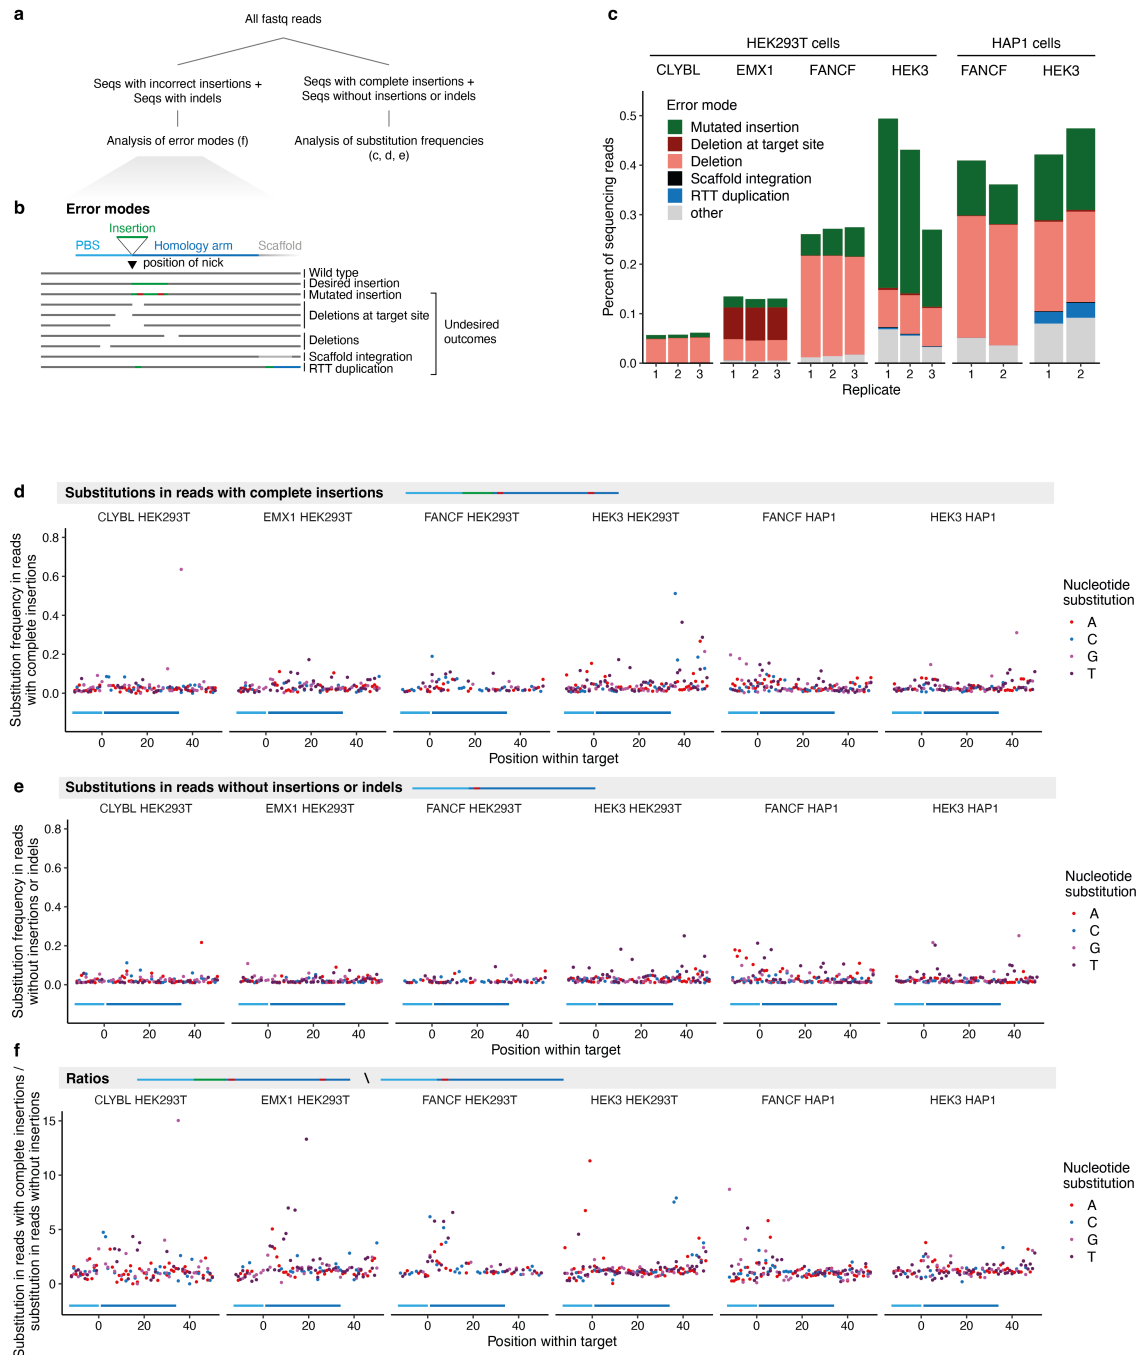 a
All fastq reads
Seqs with incorrect insertions +
Seqs with indels
Seqs with complete insertions +
Seqs without insertions or indels
Analysis of error modes (f)
Analysis of substitution frequencies
(c, d, e)
b
Error modes
Insertion
PBS
Homology arm
Scaffold
position of nick
Wild type
Desired insertion
Mutated insertion
Deletions at target site
Deletions
Scaffold integration
RTT duplication
Undesired
outcomes
c
HEK293T cells
HAP1 cells
CLYBL
EMX1
FANCF
HEK3
FANCF
HEK3
Percent of sequencing reads
0.5
0.4
0.3
0.2
0.1
0.0
Error mode
Mutated insertion
Deletion at target site
Deletion
Scaffold integration
RTT duplication
other
1 2 3
1 2 3
1 2 3
1 2 3
1 2
1 2
Replicate
d
Substitutions in reads with complete insertions
CLYBL HEK293T
EMX1 HEK293T
FANCF HEK293T
HEK3 HEK293T
FANCF HAP1
HEK3 HAP1
Substitution frequency in reads
with complete insertions
0.8
0.6
0.4
0.2
0.0
0 20 40
0 20 40
0 20 40
0 20 40
0 20 40
0 20 40
Position within target
Nucleotide
substitution
A
C
G
T
e
Substitutions in reads without insertions or indels
CLYBL HEK293T
EMX1 HEK293T
FANCF HEK293T
HEK3 HEK293T
FANCF HAP1
HEK3 HAP1
Substitution frequency in reads
without insertions or indels
0.8
0.6
0.4
0.2
0.0
0 20 40
0 20 40
0 20 40
0 20 40
0 20 40
0 20 40
Position within target
Nucleotide
substitution
A
C
G
T
f
Ratios
\
CLYBL HEK293T
EMX1 HEK293T
FANCF HEK293T
HEK3 HEK293T
FANCF HAP1
HEK3 HAP1
Substitution in reads with complete insertions /
substitution in reads without insertions
15
10
5
0
0 20 40
0 20 40
0 20 40
0 20 40
0 20 40
0 20 40
Position within target
Nucleotide
substitution
A
C
G
T